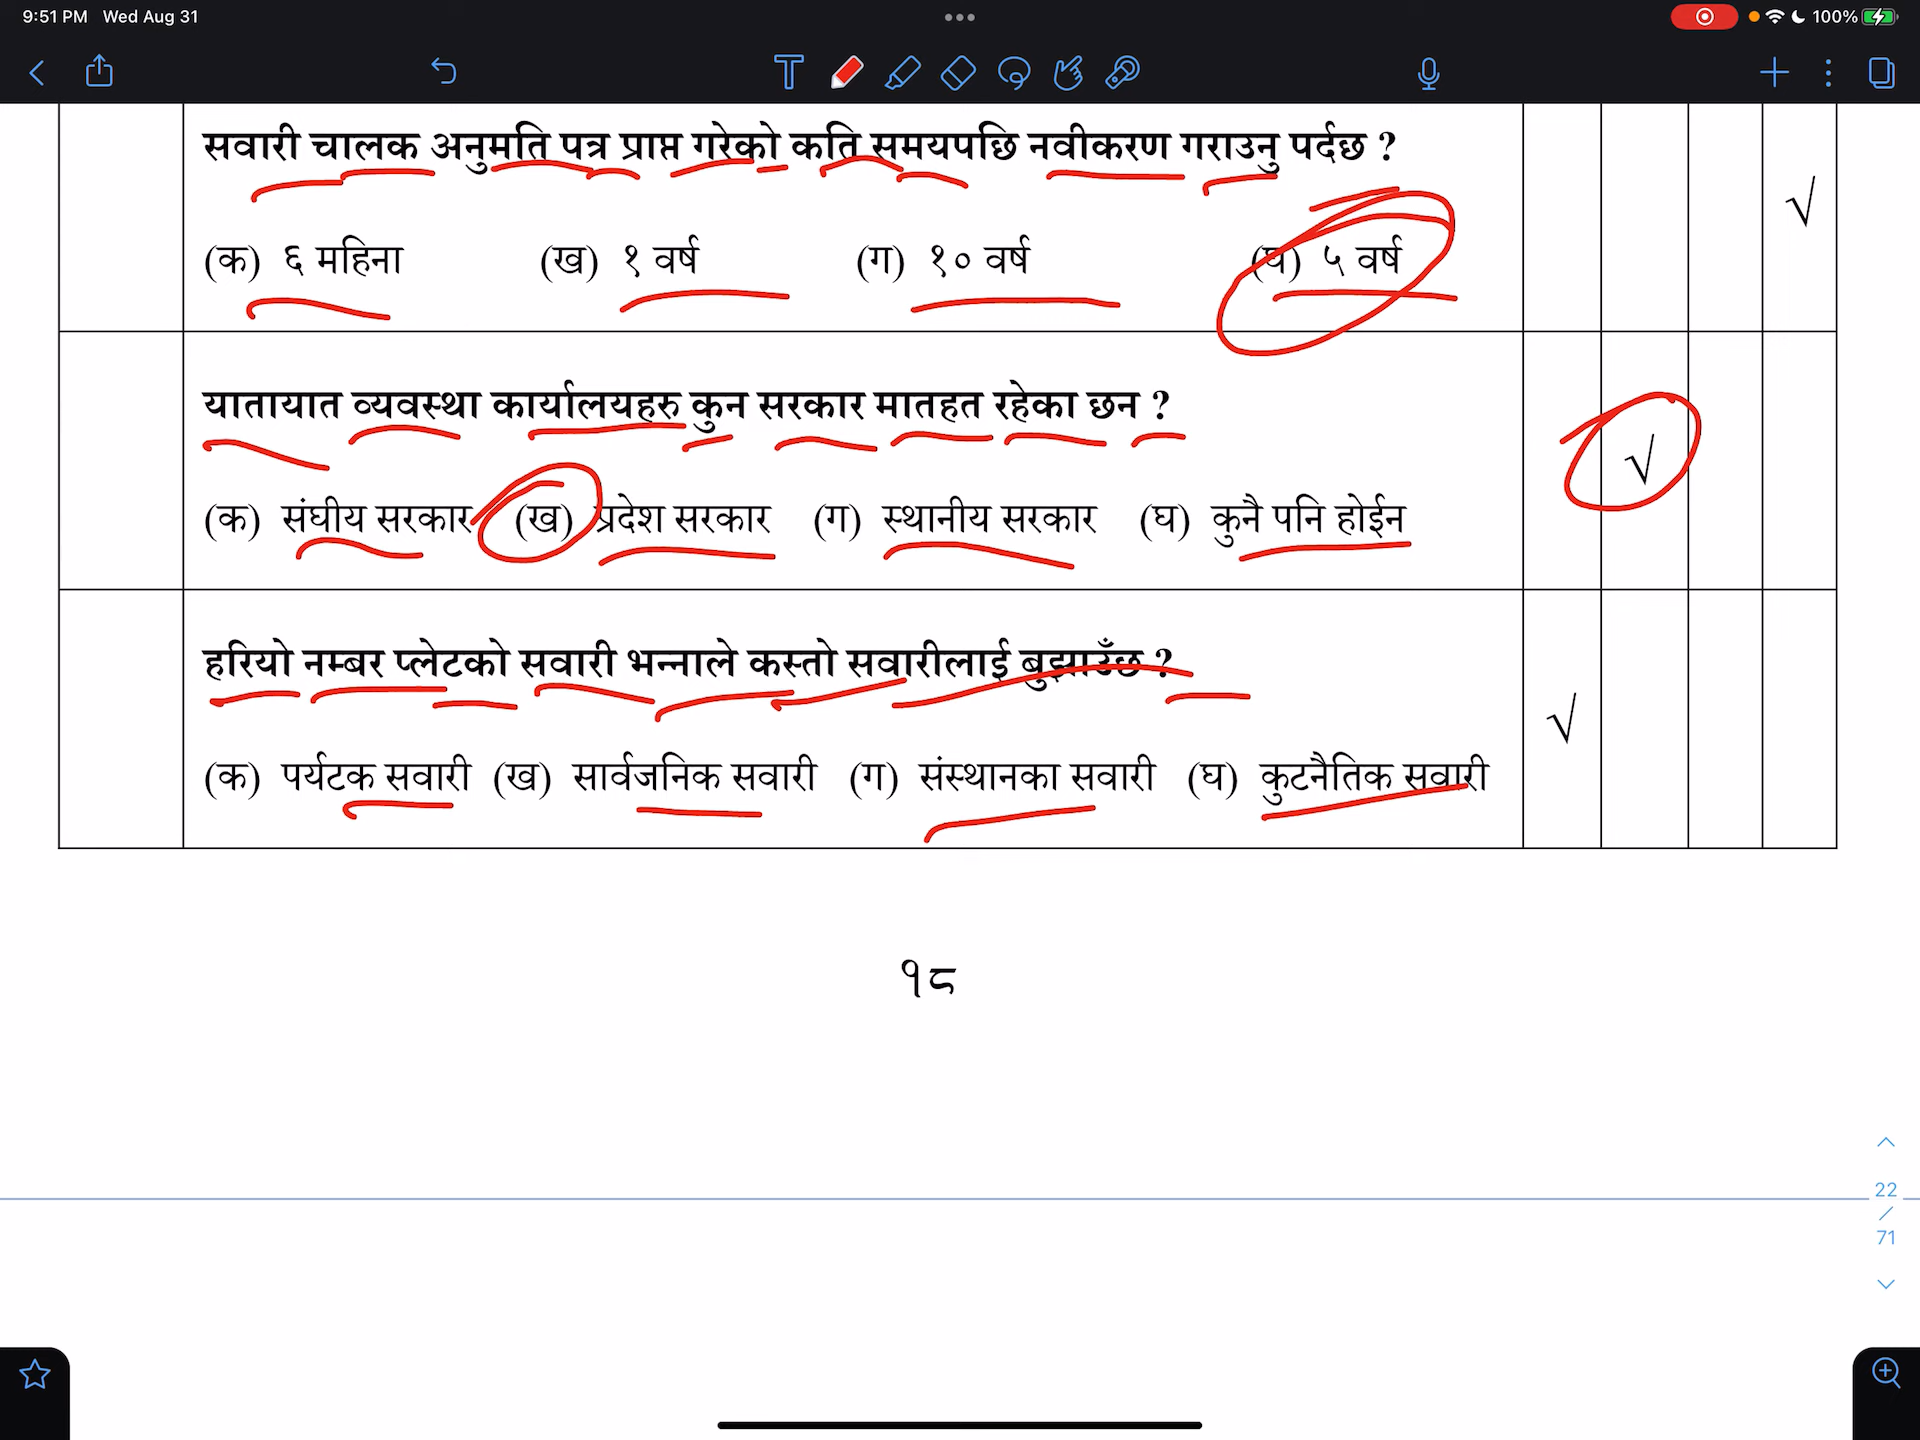 9:51 PM Wed Aug 31
100%
सवारी चालक अनुमति पत्र प्राप्त गरेको कति समयपछि नवीकरण गराउनु पर्दछ ?
√
(क) ६ महिना (ख) १ वर्ष (ग) १० वर्ष (घ) ५ वर्ष
यातायात व्यवस्था कार्यालयहरु कुन सरकार मातहत रहेका छन ?
√
(क) संघीय सरकार (ख) प्रदेश सरकार (ग) स्थानीय सरकार (घ) कुनै पनि होईन
हरियो नम्बर प्लेटको सवारी भन्नाले कस्तो सवारीलाई बुझाउँछ ?
√
(क) पर्यटक सवारी (ख) सार्वजनिक सवारी (ग) संस्थानका सवारी (घ) कुटनैतिक सवारी
१८
22
/
71